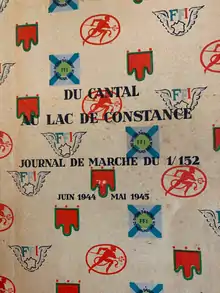 DU CANTAL
AU LAC DE CONSTANCE
JOURNAL DE MARCHE DU 1/152
JUIN 1944 MAI 1945